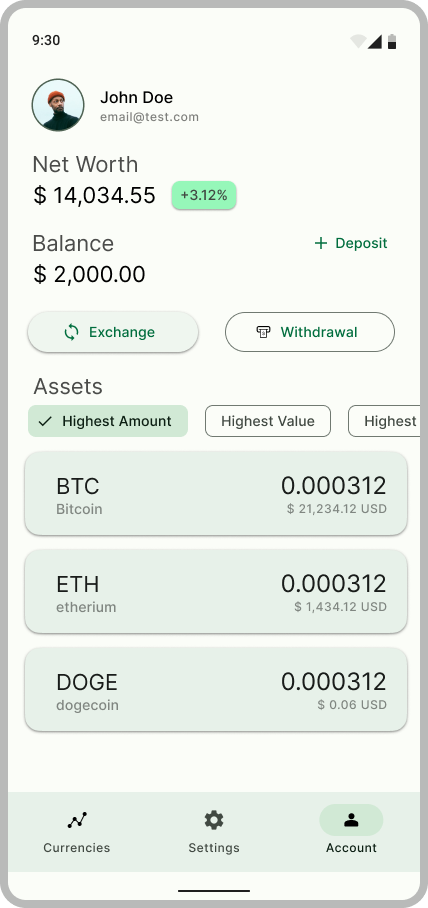 9:30
John Doe
email@test.com
Net Worth
$ 14,034.55 +3.12%
Balance
+ Deposit
$ 2,000.00
Exchange Withdrawal
Assets
Highest Amount Highest Value Highest
BTC 0.000312
Bitcoin $ 21,234.12 USD
ETH 0.000312
etherium $ 1,434.12 USD
DOGE 0.000312
dogecoin $ 0.06 USD
Currencies Settings Account